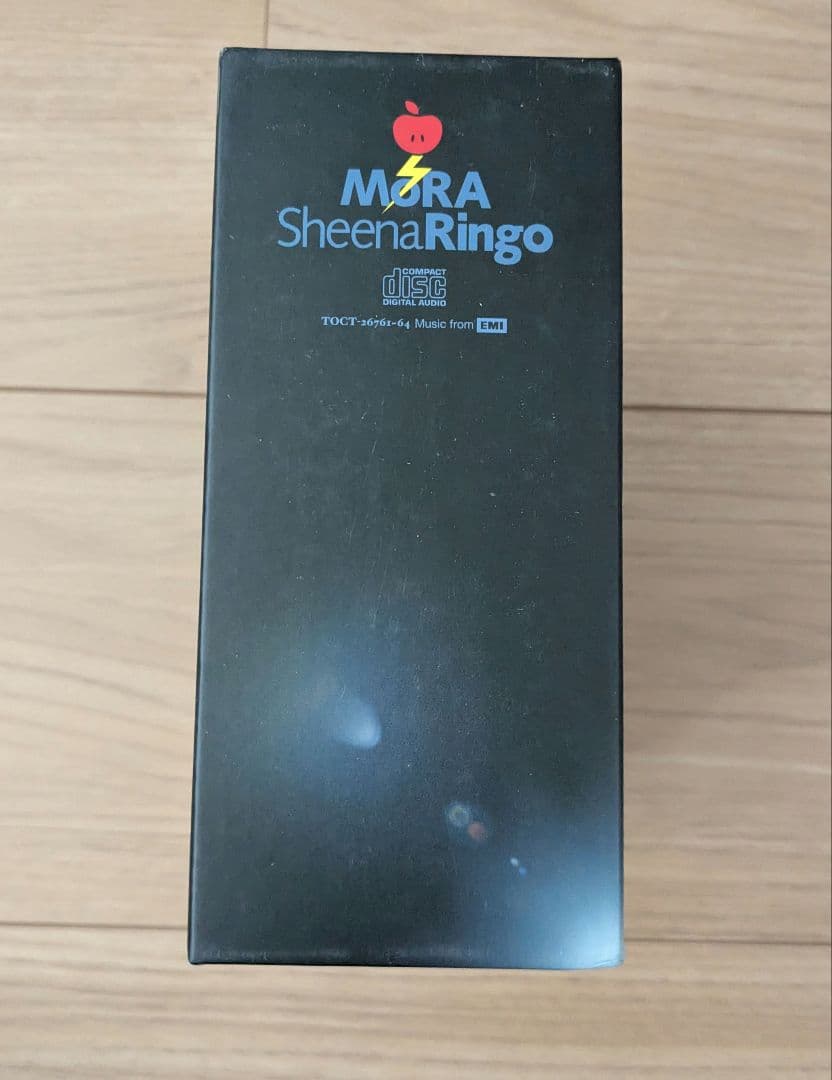 MoRA
SheenaRingo
COMPACT
disc
DIGITAL AUDIO
TOCT-26761-64 Music from EMI